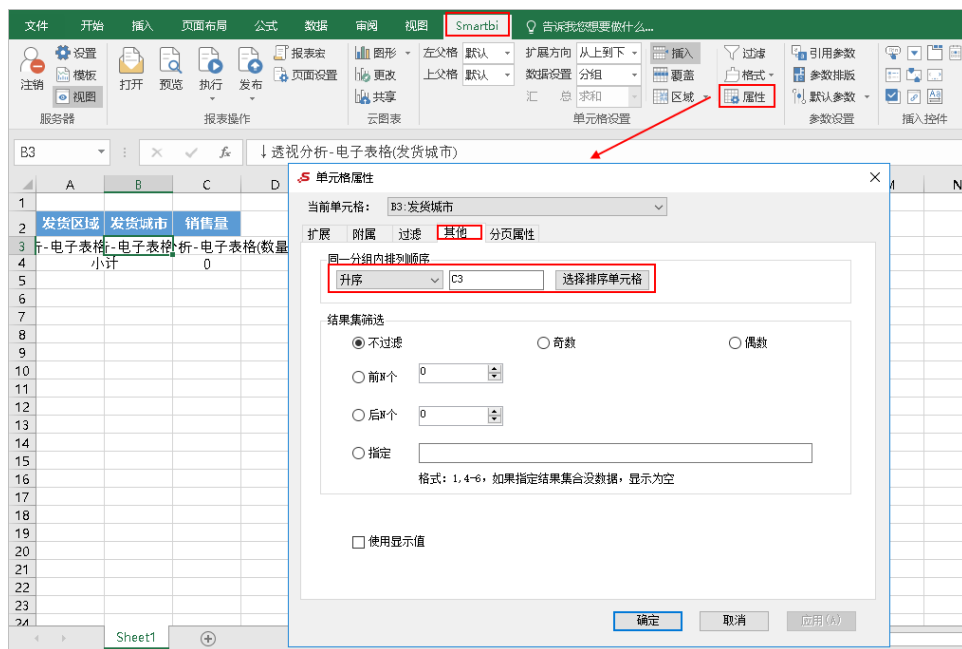 文件 开始 插入 页面布局 公式 数据 审阅 视图 Smartbi 告诉我您想要做什么...
设置 报表宏 图形 左父格 默认 扩展方向 从上到下 插入 过滤 引用参数
注销 模板 打开 预览 执行 发布 页面设置 更改 上父格 默认 数据设置 分组 覆盖 格式 参数排版
视图 共享 汇 总 求和 区域 属性 默认参数
服务器 报表操作 云图表 单元格设置 参数设置 插入控件
B3 fx ↓透视分析-电子表格(发货城市)
A B C D N
单元格属性
当前单元格: B3:发货城市
扩展 附属 过滤 其他 分页属性
同一分组内排列顺序
升序 C3 选择排序单元格
结果集筛选
不过滤 奇数 偶数
前N个 0
后N个 0
指定
格式: 1,4-6, 如果指定结果集合没数据, 显示为空
使用显示值
确定 取消 应用(A)
1
2 发货区域 发货城市 销售量
3 -电子表格 -电子表格 析-电子表格(数量
4 小计 0
5
6
7
8
9
10
11
12
13
14
15
16
17
18
19
20
21
22
23
24
Sheet1